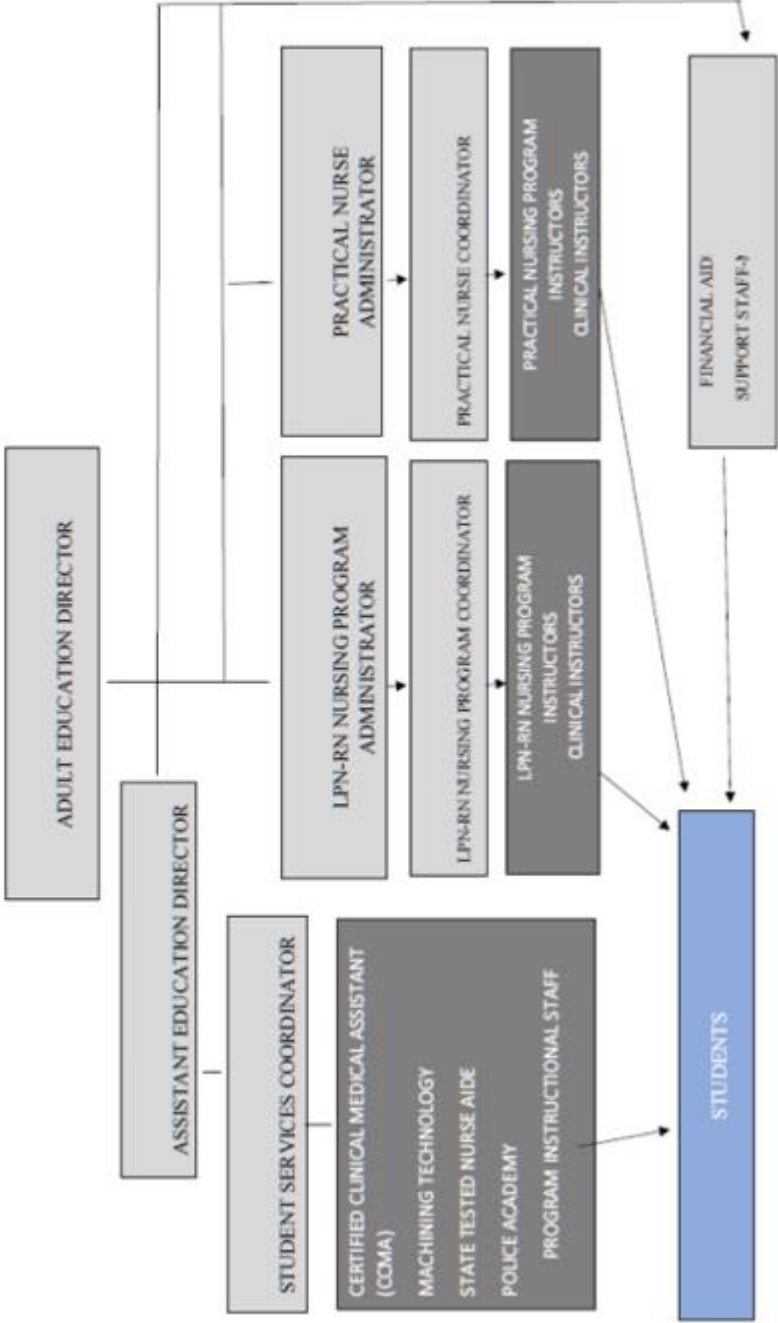 ADULT EDUCATION DIRECTOR
ASSISTANT EDUCATION DIRECTOR
STUDENT SERVICES COORDINATOR
CERTIFIED CLINICAL MEDICAL ASSISTANT
(CCMA)
MACHINING TECHNOLOGY
STATE TESTED NURSE AIDE
POLICE ACADEMY
PROGRAM INSTRUCTIONAL STAFF
LPN-RN NURSING PROGRAM
ADMINISTRATOR
LPN-RN NURSING PROGRAM COORDINATOR
LPN-RN NURSING PROGRAM
INSTRUCTORS
CLINICAL INSTRUCTORS
PRACTICAL NURSE
ADMINISTRATOR
PRACTICAL NURSE COORDINATOR
PRACTICAL NURSING PROGRAM
INSTRUCTORS
CLINICAL INSTRUCTORS
FINANCIAL AID
SUPPORT STAFF-
STUDENTS